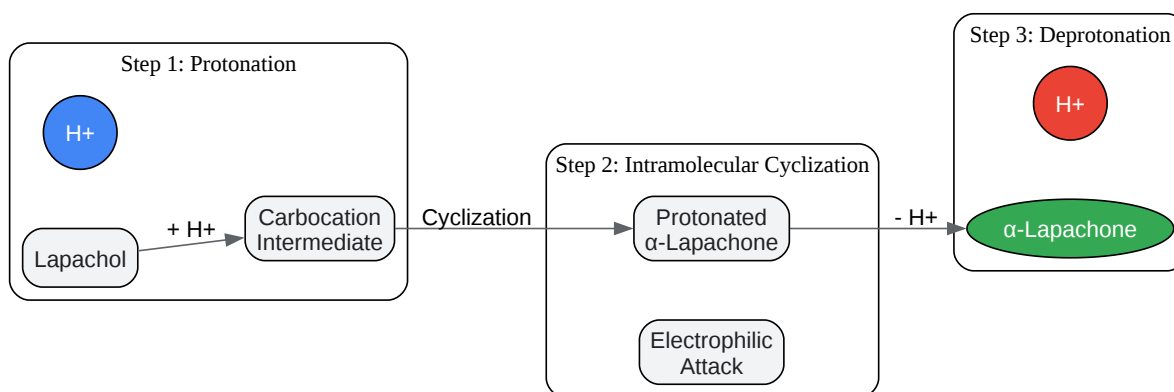 Step 1: Protonation
H+
Lapachol
+ H+
Carbocation
Intermediate
Cyclization
Step 2: Intramolecular Cyclization
Protonated
α-Lapachone
Electrophilic
Attack
- H+
Step 3: Deprotonation
H+
α-Lapachone